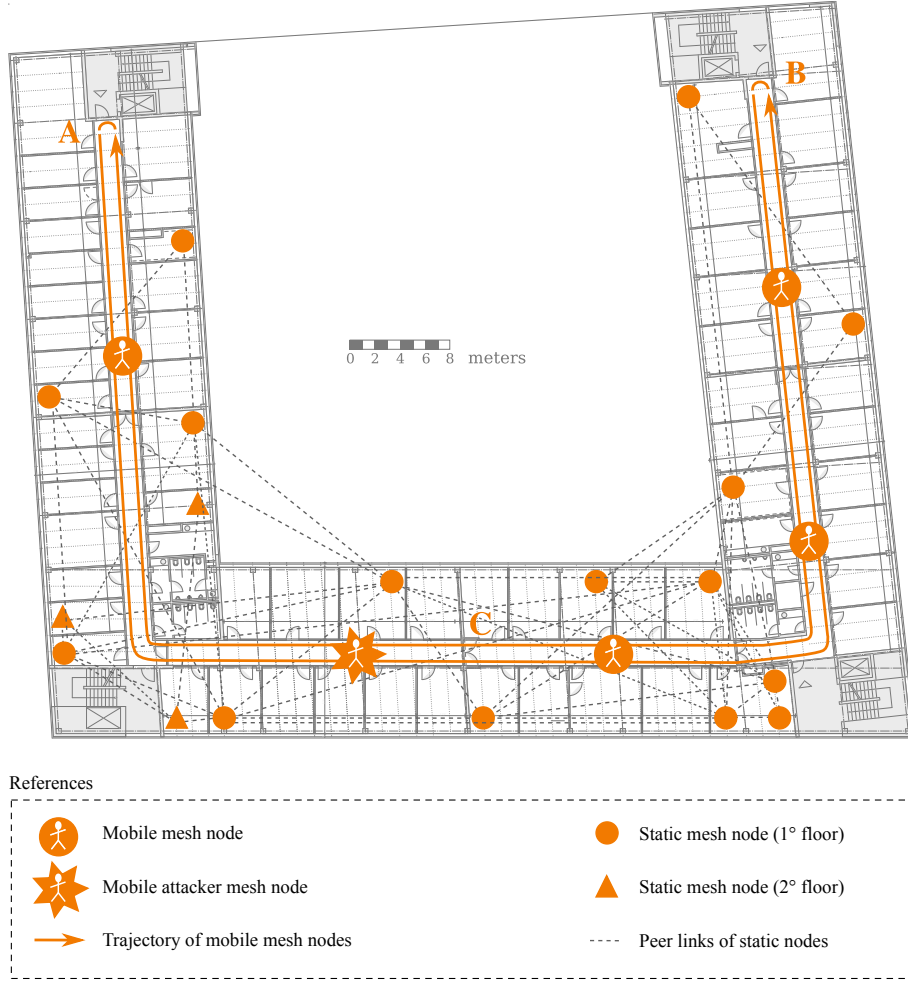 B
A
0 2 4 6 8 meters
C
References
Mobile mesh node
Static mesh node (1° floor)
Mobile attacker mesh node
Static mesh node (2° floor)
Trajectory of mobile mesh nodes
Peer links of static nodes